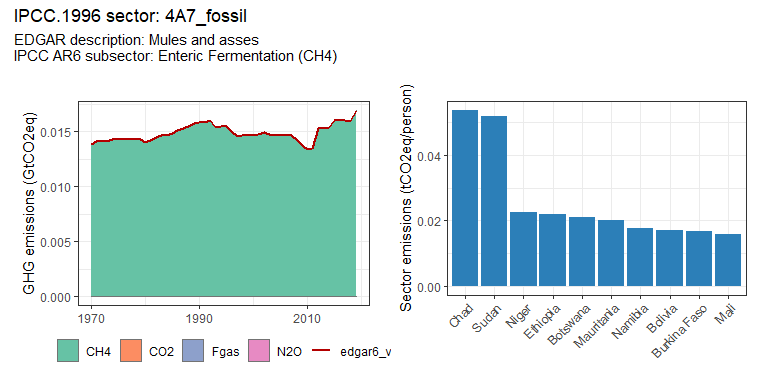 IPCC.1996 sector: 4A7_fossil
EDGAR description: Mules and asses
IPCC AR6 subsector: Enteric Fermentation (CH4)
GHG emissions (GtCO2eq)
0.015
0.010
0.005
0.000
1970
1990
2010
CH4
CO2
Fgas
N2O
edgar6_v
Sector emissions (tCO2eq/person)
0.04
0.02
0.00
Chad
Sudan
Niger
Ethiopia
Botswana
Mauritania
Namibia
Bolivia
Burkina Faso
Mali